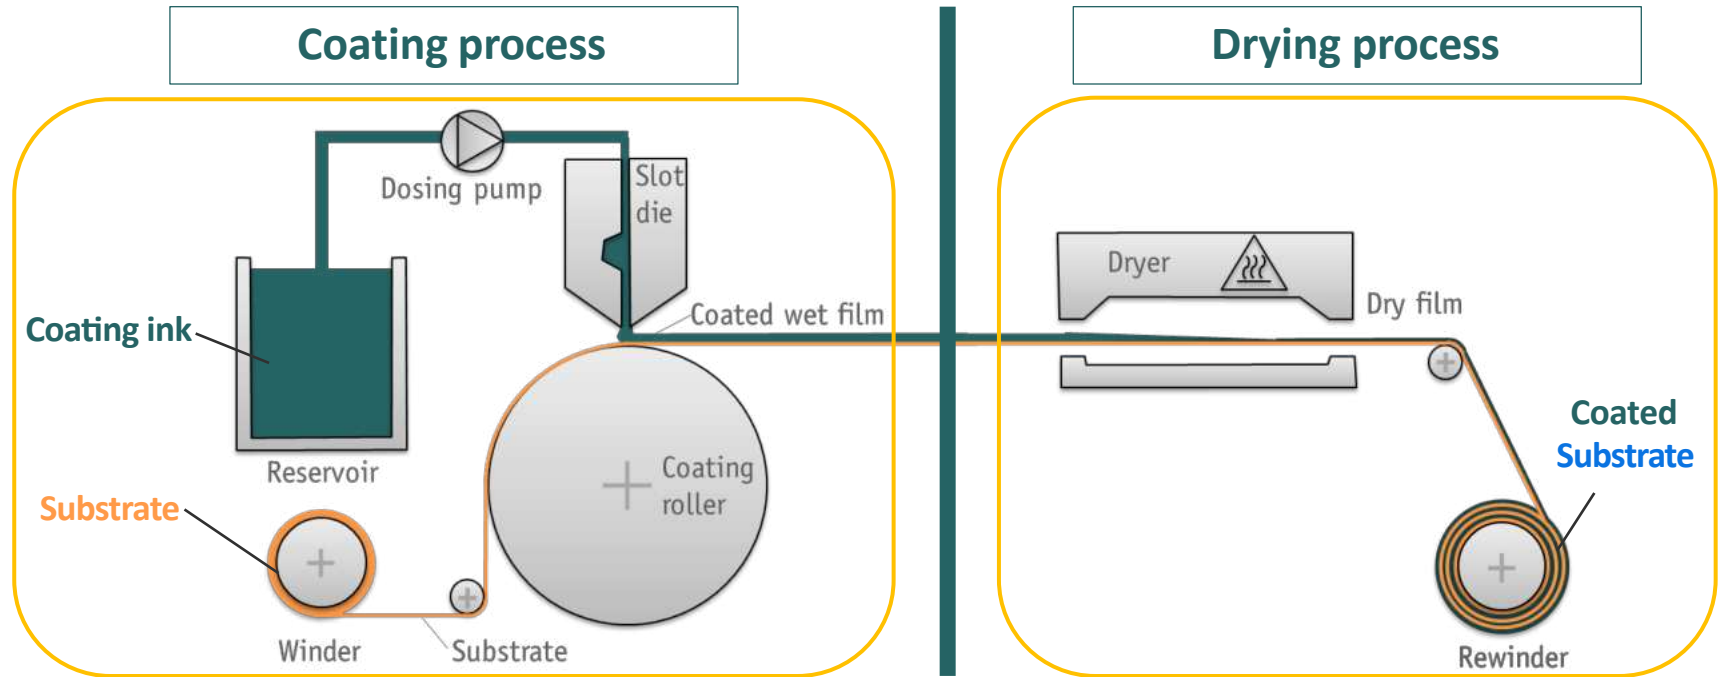 Coating process
Drying process
Dosing pump
Slot
die
Coating ink
Coated wet film
Reservoir
Coating
roller
Substrate
Winder
Substrate
Dryer
Dry film
Coated
Substrate
Rewinder